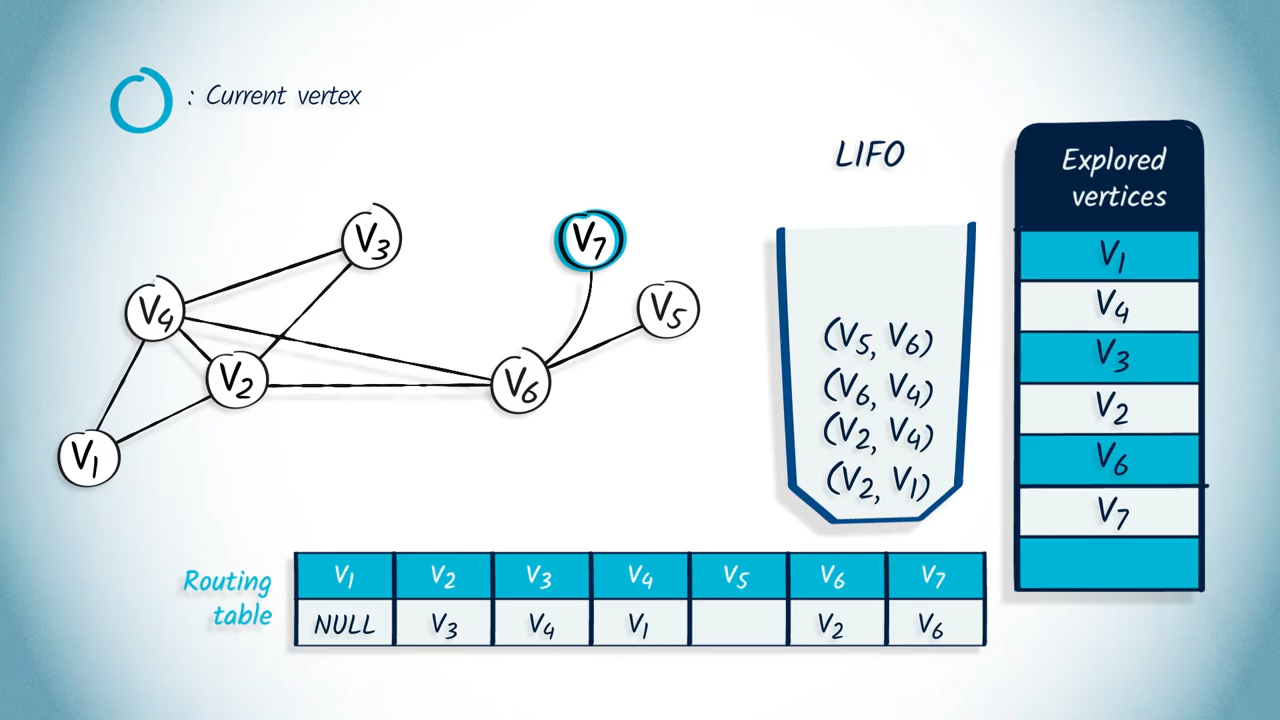 : Current vertex
LIFO
Explored
vertices
V1
V4
V3
V2
V6
V7
V3
V7
V4
V5
V2
V6
V1
(V5, V6)
(V6, V4)
(V2, V4)
(V2, V1)
Routing
table
V1 V2 V3 V4 V5 V6 V7
NULL V3 V4 V1 V2 V6